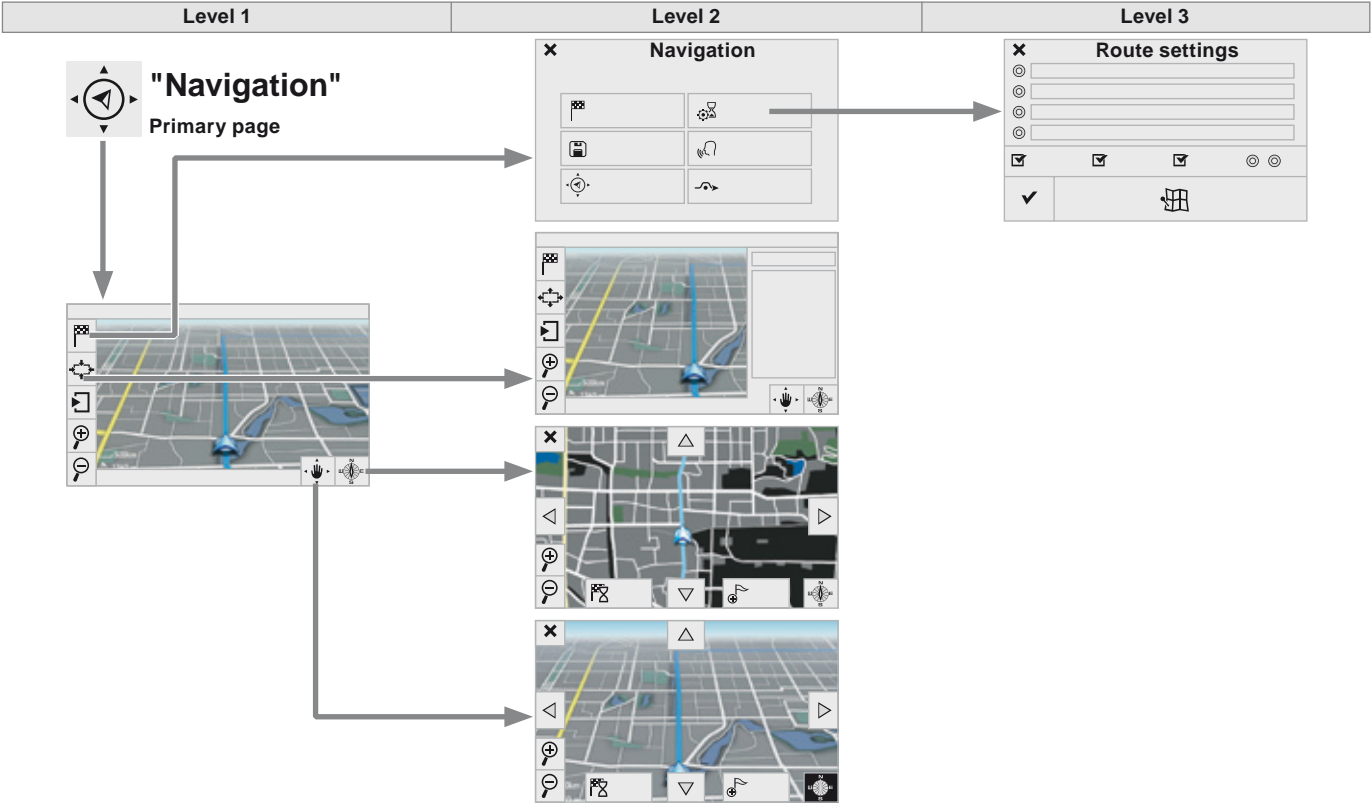 Level 1
Level 2
Level 3
"Navigation"
Primary page
Navigation
Route settings